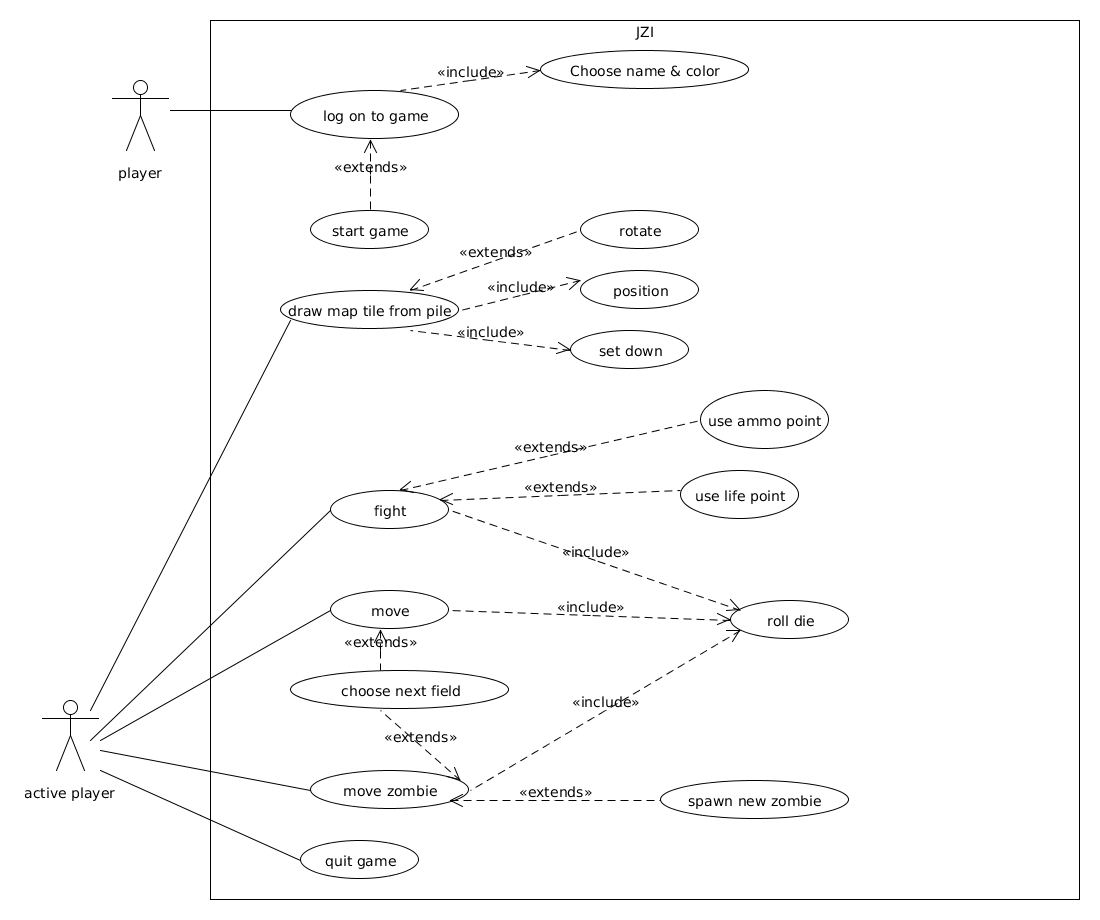 JZI
«include»
Choose name & color
log on to game
player
«extends»
start game
rotate
«extends»
«include»
position
draw map tile from pile
«include»
set down
use ammo point
«extends»
«extends»
use life point
fight
«include»
move
«include»
roll die
«extends»
choose next field
«include»
«extends»
active player
move zombie
«extends»
spawn new zombie
quit game